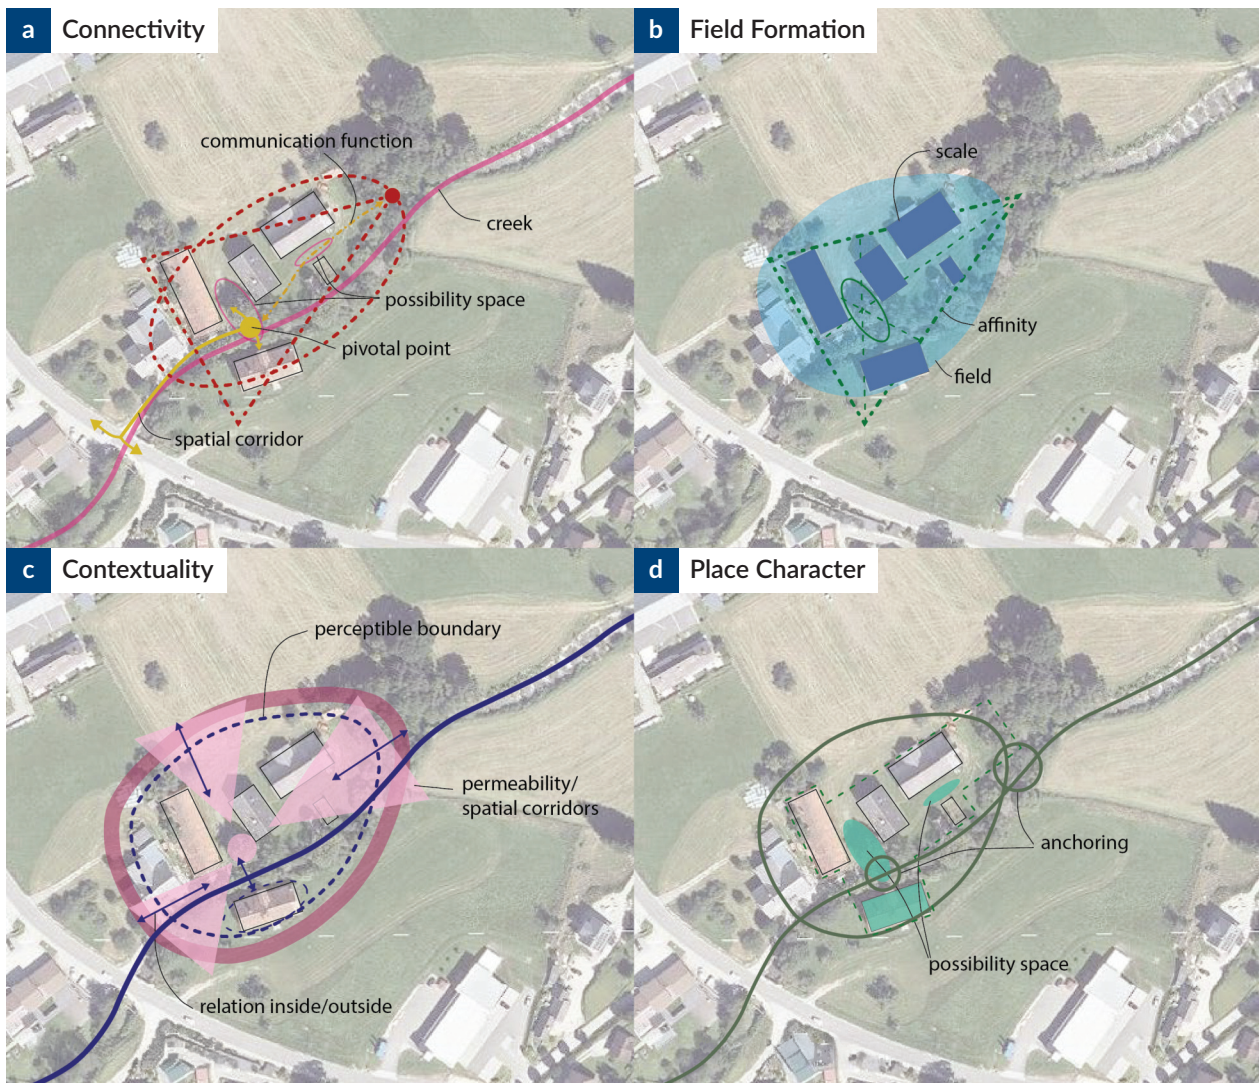 a Connectivity
communication function
creek
possibility space
pivotal point
spatial corridor
b Field Formation
scale
affinity
field
c Contextuality
perceptible boundary
permeability/
spatial corridors
relation inside/outside
d Place Character
anchoring
possibility space